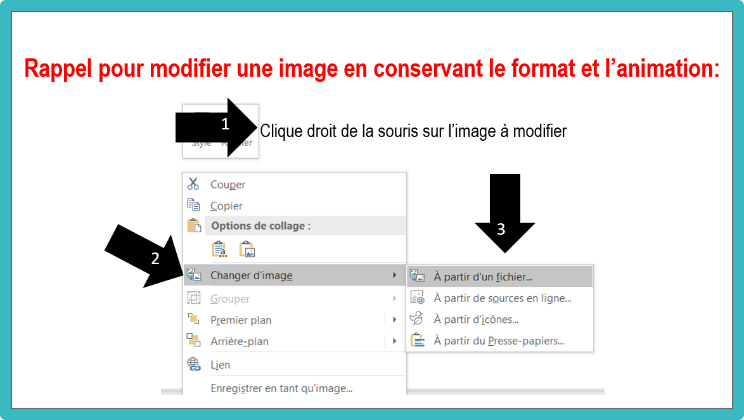 Rappel pour modifier une image en conservant le format et l'animation:
1
Clique droit de la souris sur l'image à modifier
Style
Couper
Copier
Options de collage :
3
2
Changer d'image
À partir d'un fichier...
Grouper
À partir de sources en ligne...
Premier plan
À partir d'icônes...
Arrière-plan
À partir du Presse-papiers...
Lien
Enregistrer en tant qu'image...